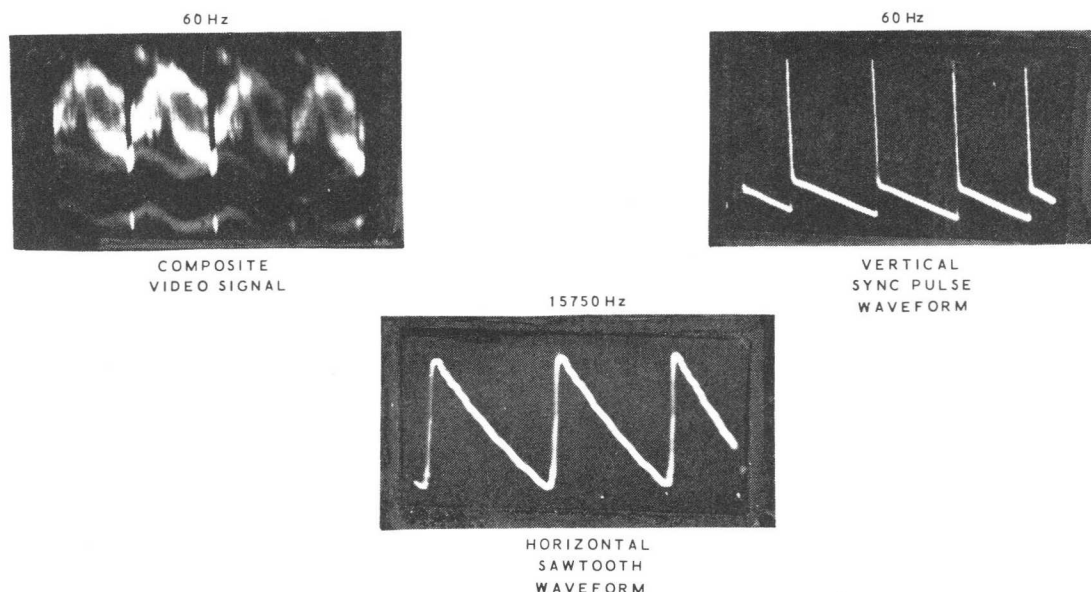 60 Hz
COMPOSITE
VIDEO SIGNAL
60 Hz
VERTICAL
SYNC PULSE
WAVEFORM
15750 Hz
HORIZONTAL
SAWTOOTH
WAVEFORM